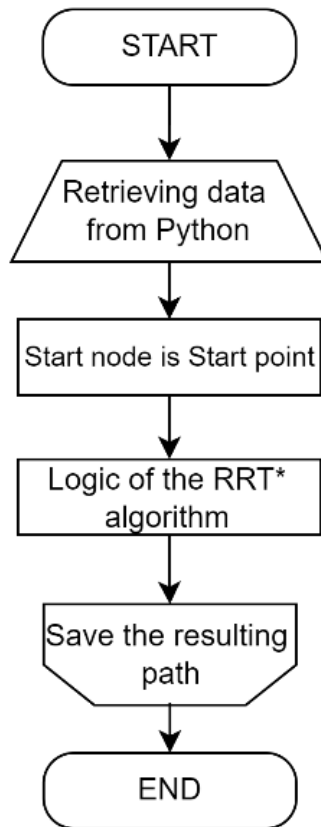 START
Retrieving data
from Python
Start node is Start point
Logic of the RRT*
algorithm
Save the resulting
path
END